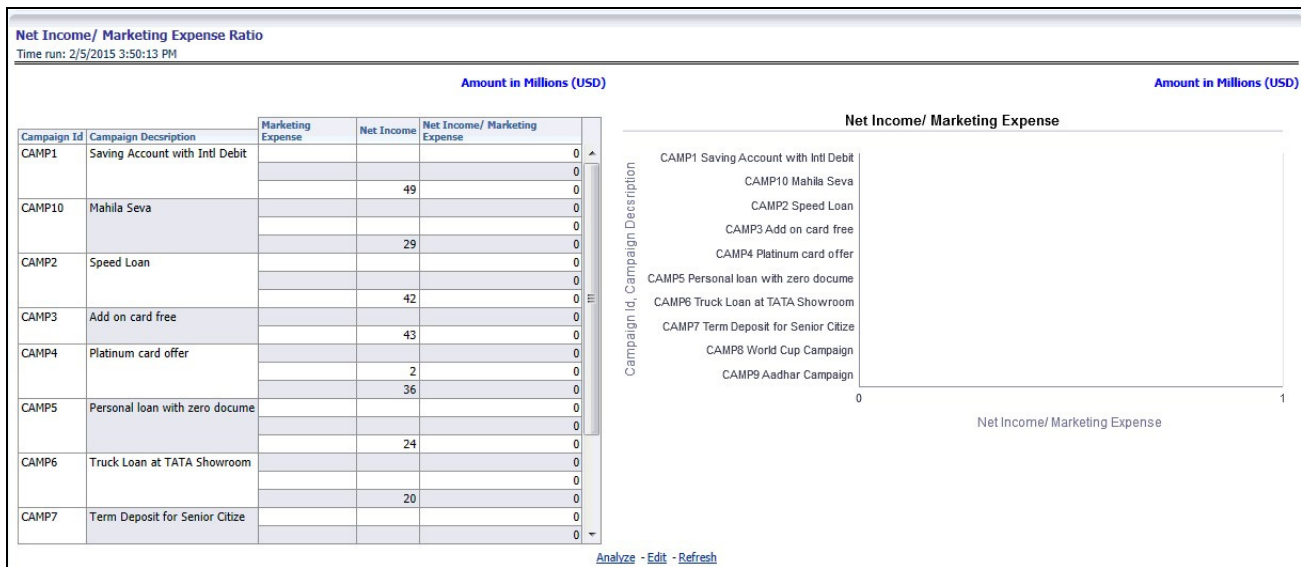 Net Income/ Marketing Expense Ratio
Time run: 2/5/2015 3:50:13 PM
Amount in Millions (USD)
Campaign Id Campaign Decsription Marketing Expense Net Income Net Income/ Marketing Expense
CAMP1 Saving Account with Intl Debit 0
0
49 0
CAMP10 Mahila Seva 0
0
29 0
CAMP2 Speed Loan 0
0
42 0
CAMP3 Add on card free 0
43 0
CAMP4 Platinum card offer 0
2 0
36 0
CAMP5 Personal loan with zero docume 0
0
24 0
CAMP6 Truck Loan at TATA Showroom 0
0
20 0
CAMP7 Term Deposit for Senior Citize 0
0
Amount in Millions (USD)
Net Income/ Marketing Expense
Campaign Id, Campaign Decsription
CAMP1 Saving Account with Intl Debit
CAMP10 Mahila Seva
CAMP2 Speed Loan
CAMP3 Add on card free
CAMP4 Platinum card offer
CAMP5 Personal loan with zero docume
CAMP6 Truck Loan at TATA Showroom
CAMP7 Term Deposit for Senior Citize
CAMP8 World Cup Campaign
CAMP9 Aadhar Campaign
0 1
Net Income/ Marketing Expense
Analyze - Edit - Refresh